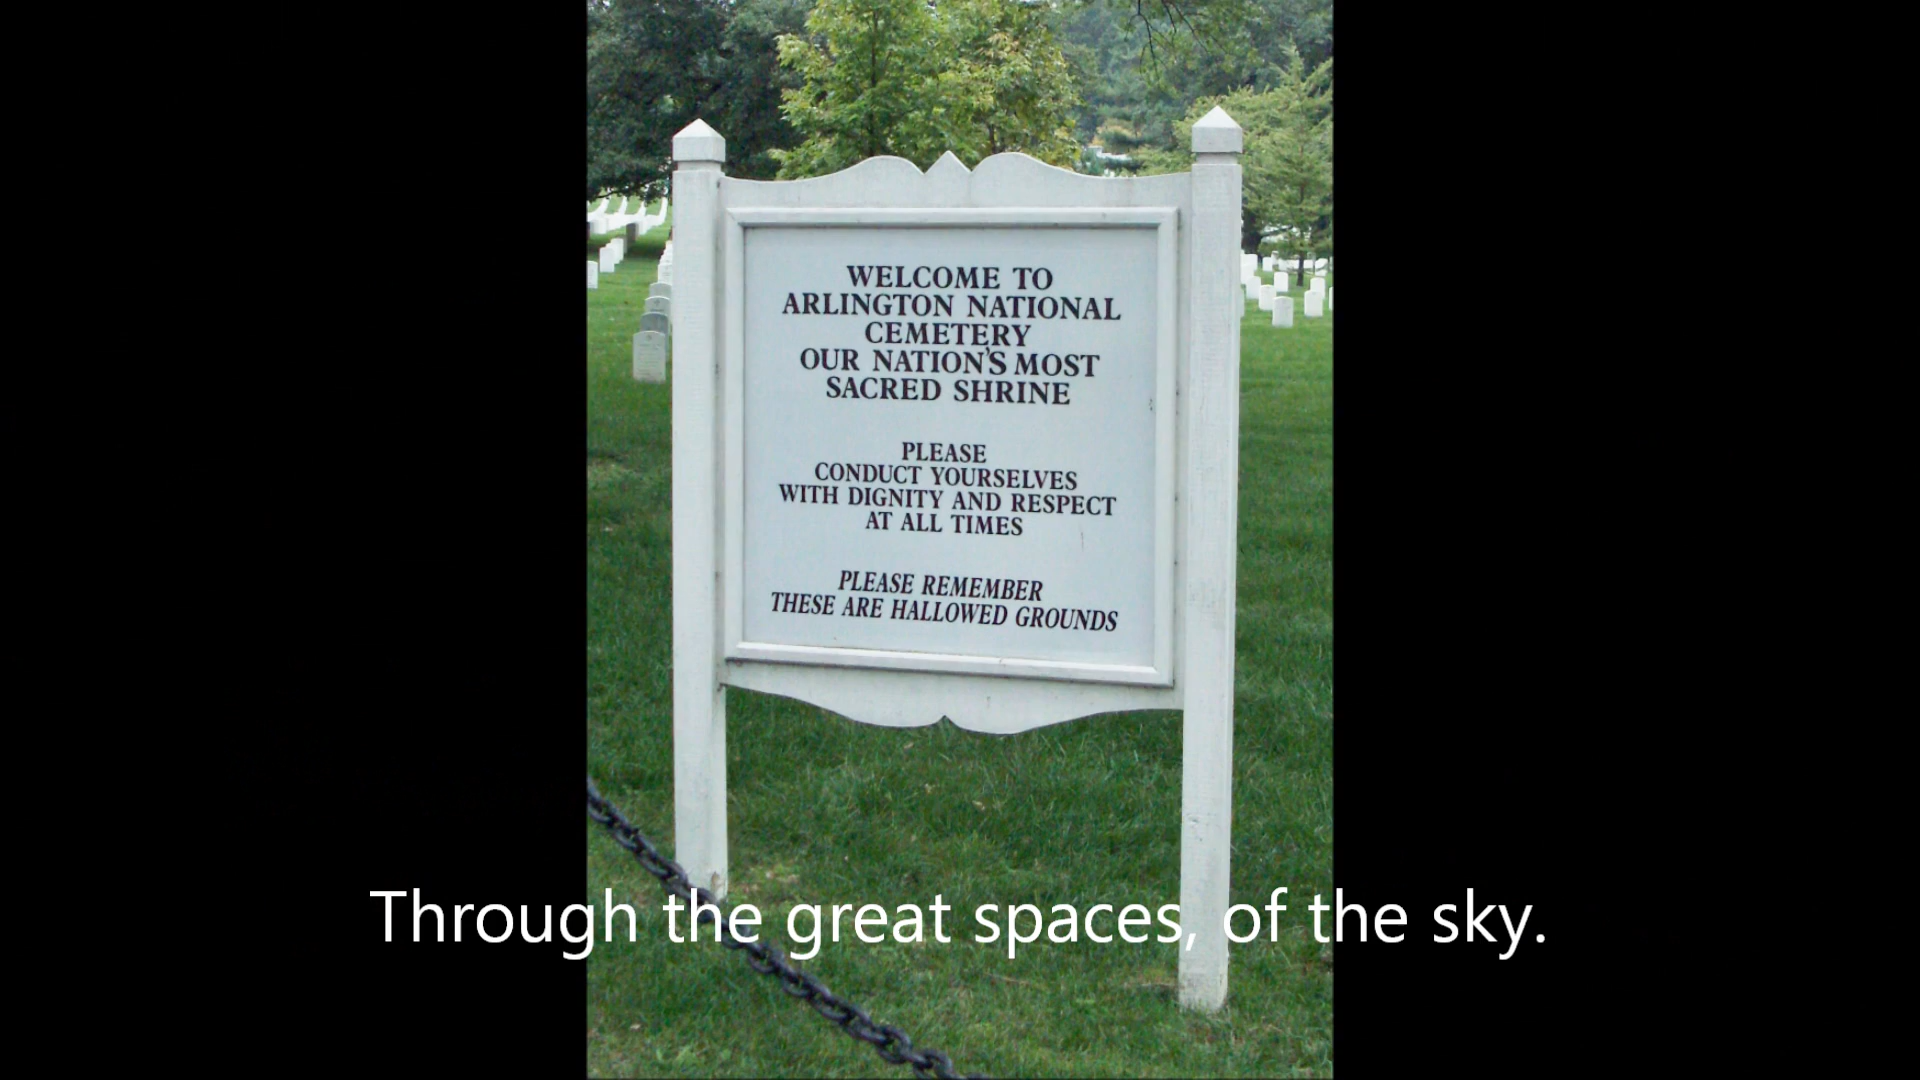 WELCOME TO
ARLINGTON NATIONAL
CEMETERY
OUR NATION'S MOST
SACRED SHRINE
PLEASE
CONDUCT YOURSELVES
WITH DIGNITY AND RESPECT
AT ALL TIMES
PLEASE REMEMBER
THESE ARE HALLOWED GROUNDS
Through the great spaces, of the sky.